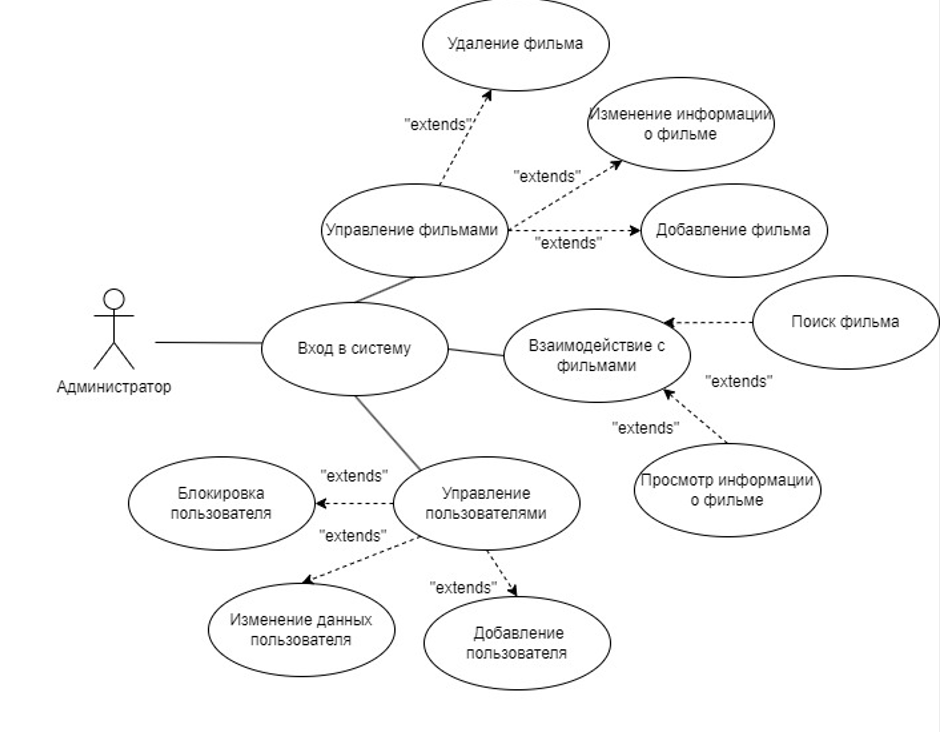 Удаление фильма
"extends"
Изменение информации
о фильме
"extends"
Управление фильмами
"extends"
Добавление фильма
Администратор
Вход в систему
Взаимодействие с
фильмами
Поиск фильма
"extends"
"extends"
Просмотр информации
о фильме
Управление
пользователями
"extends"
Блокировка
пользователя
"extends"
Изменение данных
пользователя
"extends"
Добавление
пользователя